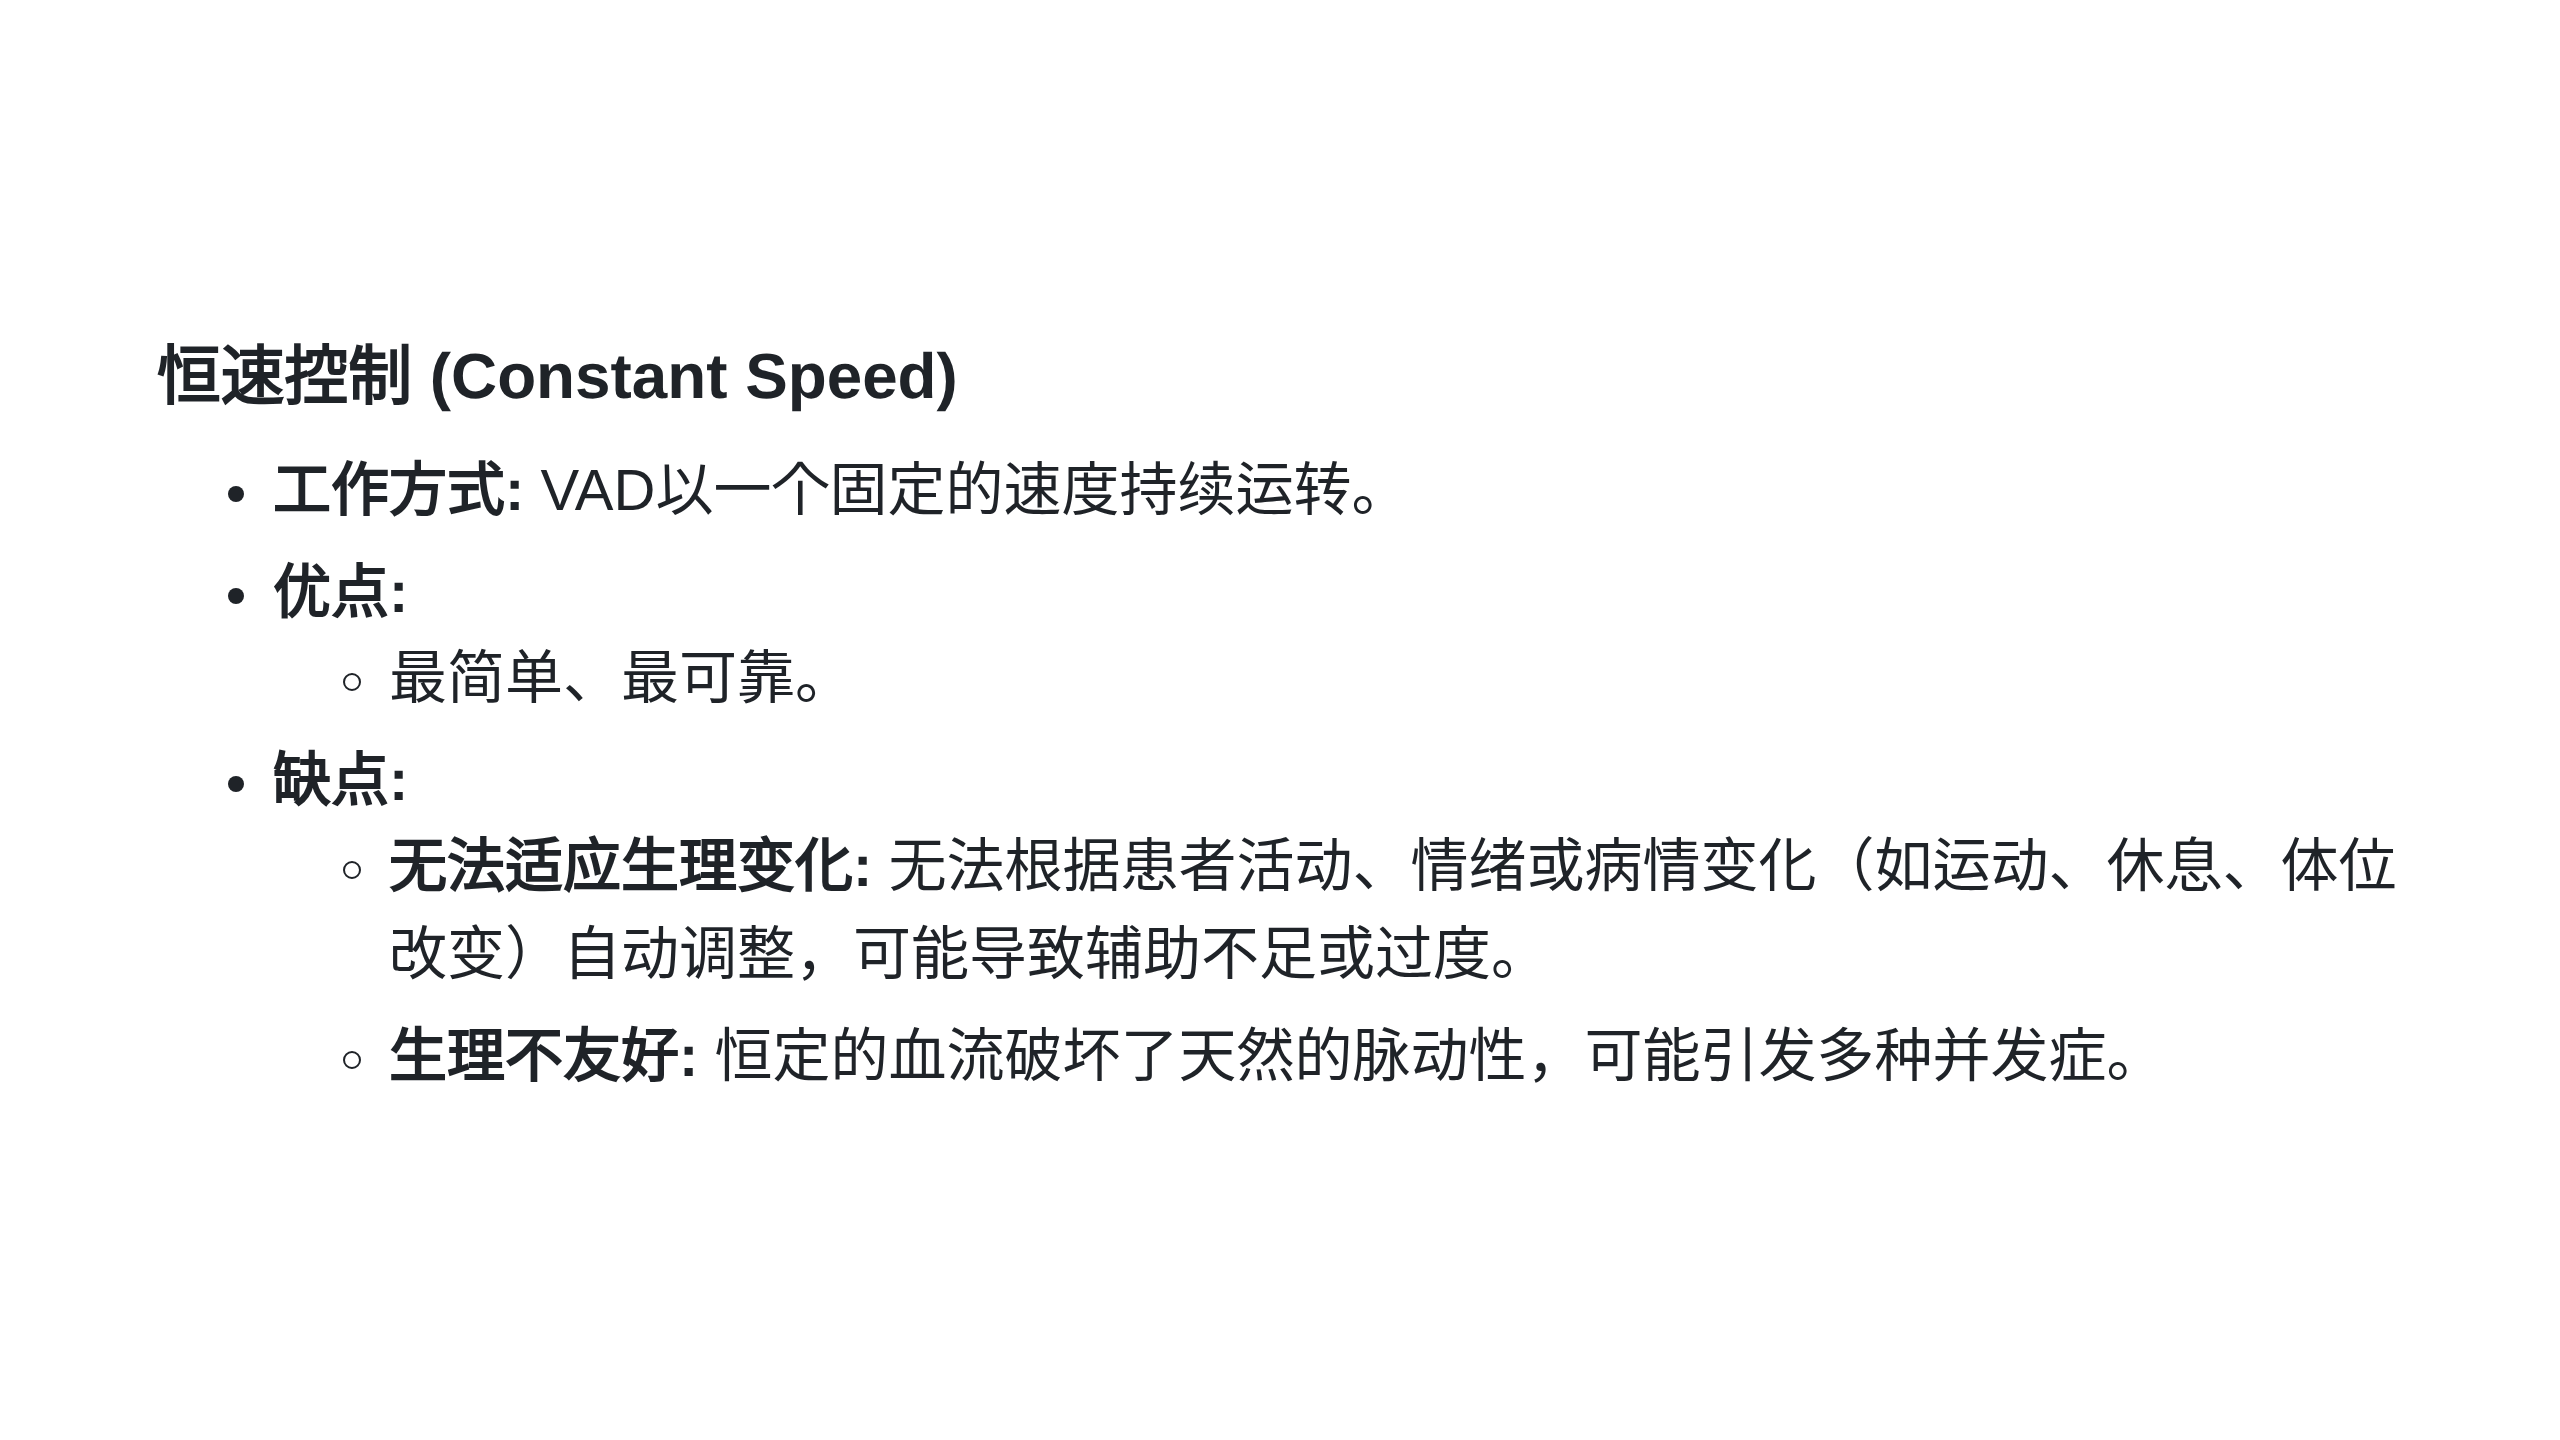 恒速控制 (Constant Speed)
工作方式: VAD以一个固定的速度持续运转。
优点:
最简单、最可靠。
缺点:
无法适应生理变化: 无法根据患者活动、情绪或病情变化（如运动、休息、体位
改变）自动调整，可能导致辅助不足或过度。
生理不友好: 恒定的血流破坏了天然的脉动性，可能引发多种并发症。